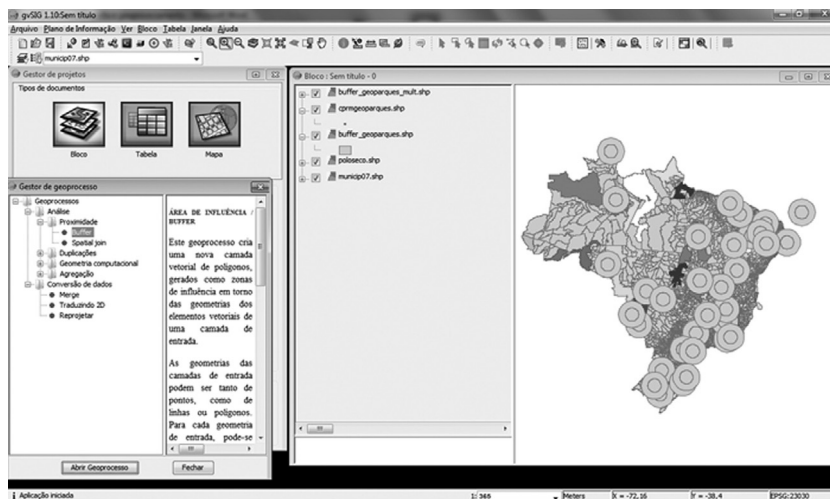 gvSIG 1.10:Sem título
Arquivo Plano de Informação Ver Bloco Tabela Janela Ajuda
municip07.shp
Gestor de projetos
Tipos de documentos
Bloco
Tabela
Mapa
Gestor de geoprocesso
Geoprocessos
Análise
Proximidade
Buffer
Spatial join
Duplicações
Geometria computacional
Agregação
Conversão de dados
Merge
Traduzindo 2D
Reprojetar
ÁREA DE INFLUÊNCIA /
BUFFER
Este geoprocesso cria
uma nova camada
vetorial de polígonos,
gerados como zonas
de influência em torno
das geometrias dos
elementos vetoriais de
uma camada de
entrada.
As geometrias das
camadas de entrada
podem ser tanto de
pontos, como de
linhas ou polígonos.
Para cada geometria
de entrada, pode-se
Abrir Geoprocesso
Fechar
Bloco : Sem título - 0
buffer_geoparques_mult.shp
cprmgeoparques.shp
buffer_geoparques.shp
poloseco.shp
municip07.shp
Aplicação iniciada
1: 365
Meters
X = -72,16
Y = -38,4
EPSG:23030